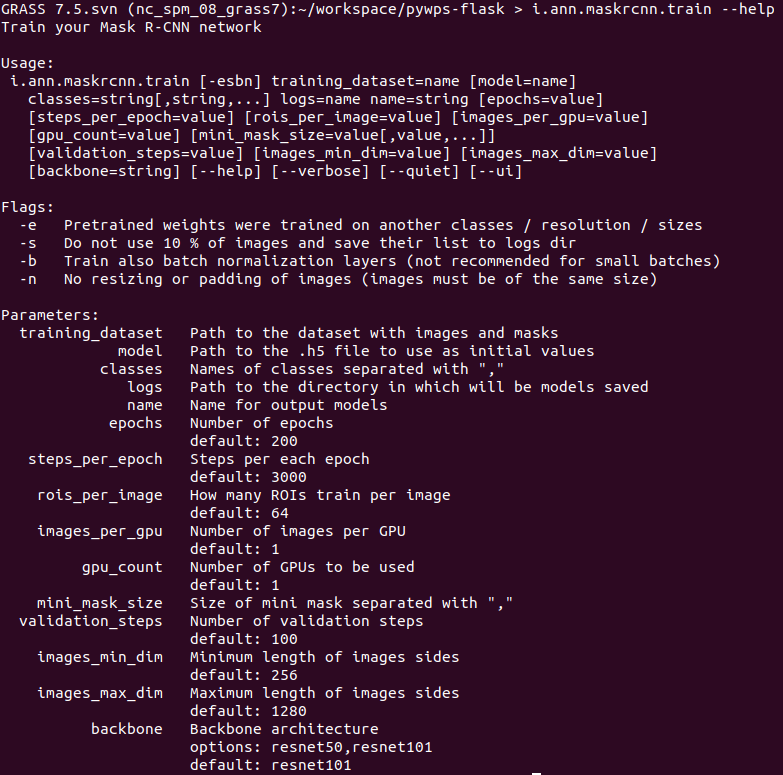 GRASS 7.5.svn (nc_spm_08_grass7):~/workspace/pywps-flask > i.ann.maskrcnn.train --help
Train your Mask R-CNN network

Usage:
 i.ann.maskrcnn.train [-esbn] training_dataset=name [model=name]
   classes=string[,string,...] logs=name name=string [epochs=value]
   [steps_per_epoch=value] [rois_per_image=value] [images_per_gpu=value]
   [gpu_count=value] [mini_mask_size=value[,value,...]]
   [validation_steps=value] [images_min_dim=value] [images_max_dim=value]
   [backbone=string] [--help] [--verbose] [--quiet] [--ui]

Flags:
  -e   Pretrained weights were trained on another classes / resolution / sizes
  -s   Do not use 10 % of images and save their list to logs dir
  -b   Train also batch normalization layers (not recommended for small batches)
  -n   No resizing or padding of images (images must be of the same size)

Parameters:
  training_dataset   Path to the dataset with images and masks
             model   Path to the .h5 file to use as initial values
           classes   Names of classes separated with ","
              logs   Path to the directory in which will be models saved
              name   Name for output models
            epochs   Number of epochs
                     default: 200
   steps_per_epoch   Steps per each epoch
                     default: 3000
    rois_per_image   How many ROIs train per image
                     default: 64
    images_per_gpu   Number of images per GPU
                     default: 1
         gpu_count   Number of GPUs to be used
                     default: 1
    mini_mask_size   Size of mini mask separated with ","
  validation_steps   Number of validation steps
                     default: 100
    images_min_dim   Minimum length of images sides
                     default: 256
    images_max_dim   Maximum length of images sides
                     default: 1280
          backbone   Backbone architecture
                     options: resnet50,resnet101
                     default: resnet101